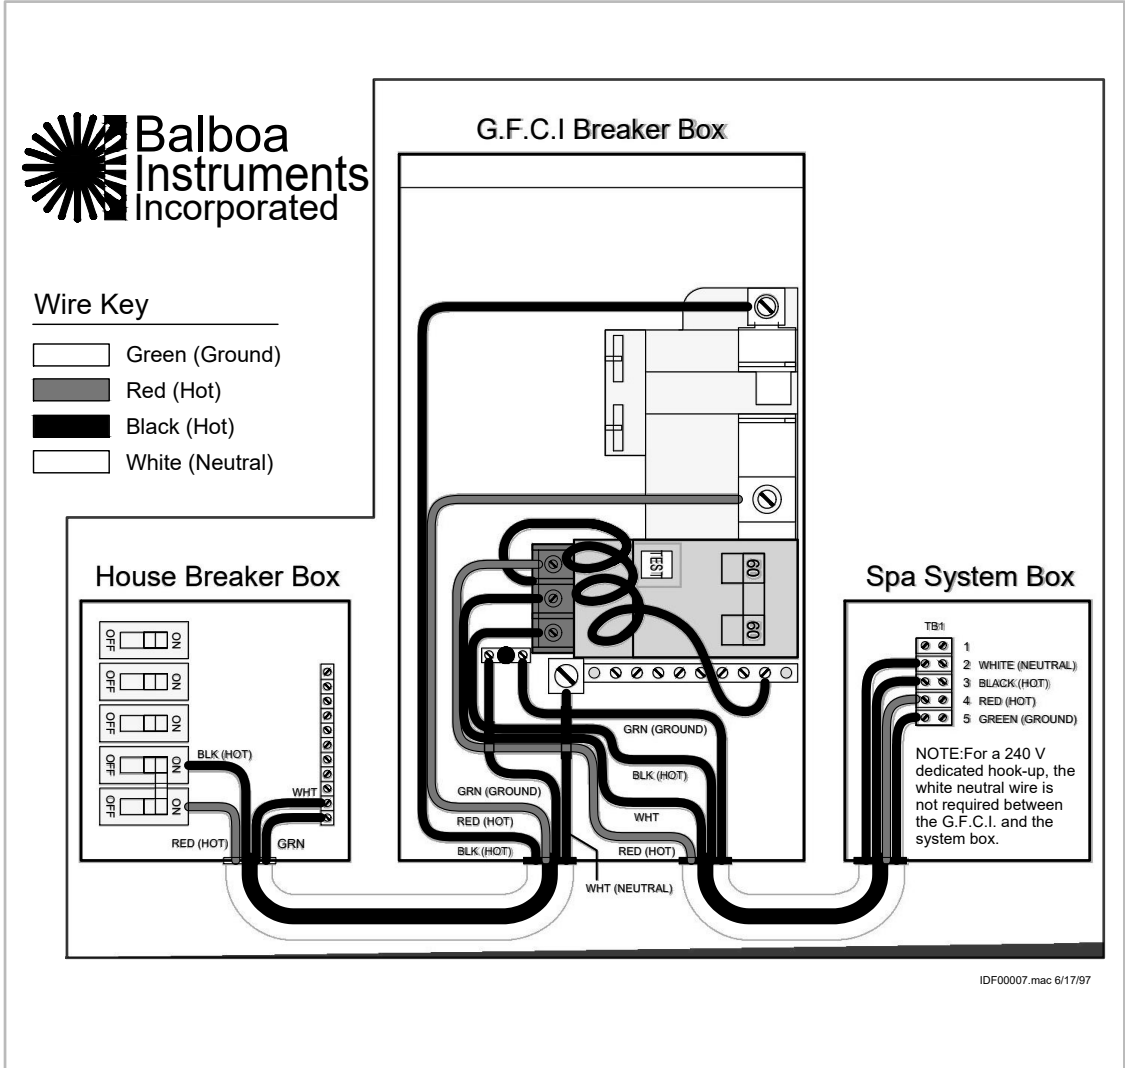 Balboa
Instruments
Incorporated
G.F.C.I Breaker Box
Wire Key
Green (Ground)
Red (Hot)
Black (Hot)
White (Neutral)
House Breaker Box
OFF ON
OFF ON
OFF ON
OFF ON
OFF ON
BLK (HOT)
WHT
RED (HOT)
GRN
TEST
60
60
GRN (GROUND)
BLK (HOT)
GRN (GROUND)
WHT
RED (HOT)
BLK (HOT)
RED (HOT)
WHT (NEUTRAL)
Spa System Box
TB1
1
2 WHITE (NEUTRAL)
3 BLACK (HOT)
4 RED (HOT)
5 GREEN (GROUND)
NOTE:For a 240 V
dedicated hook-up, the
white neutral wire is
not required between
the G.F.C.I. and the
system box.
IDF00007.mac 6/17/97